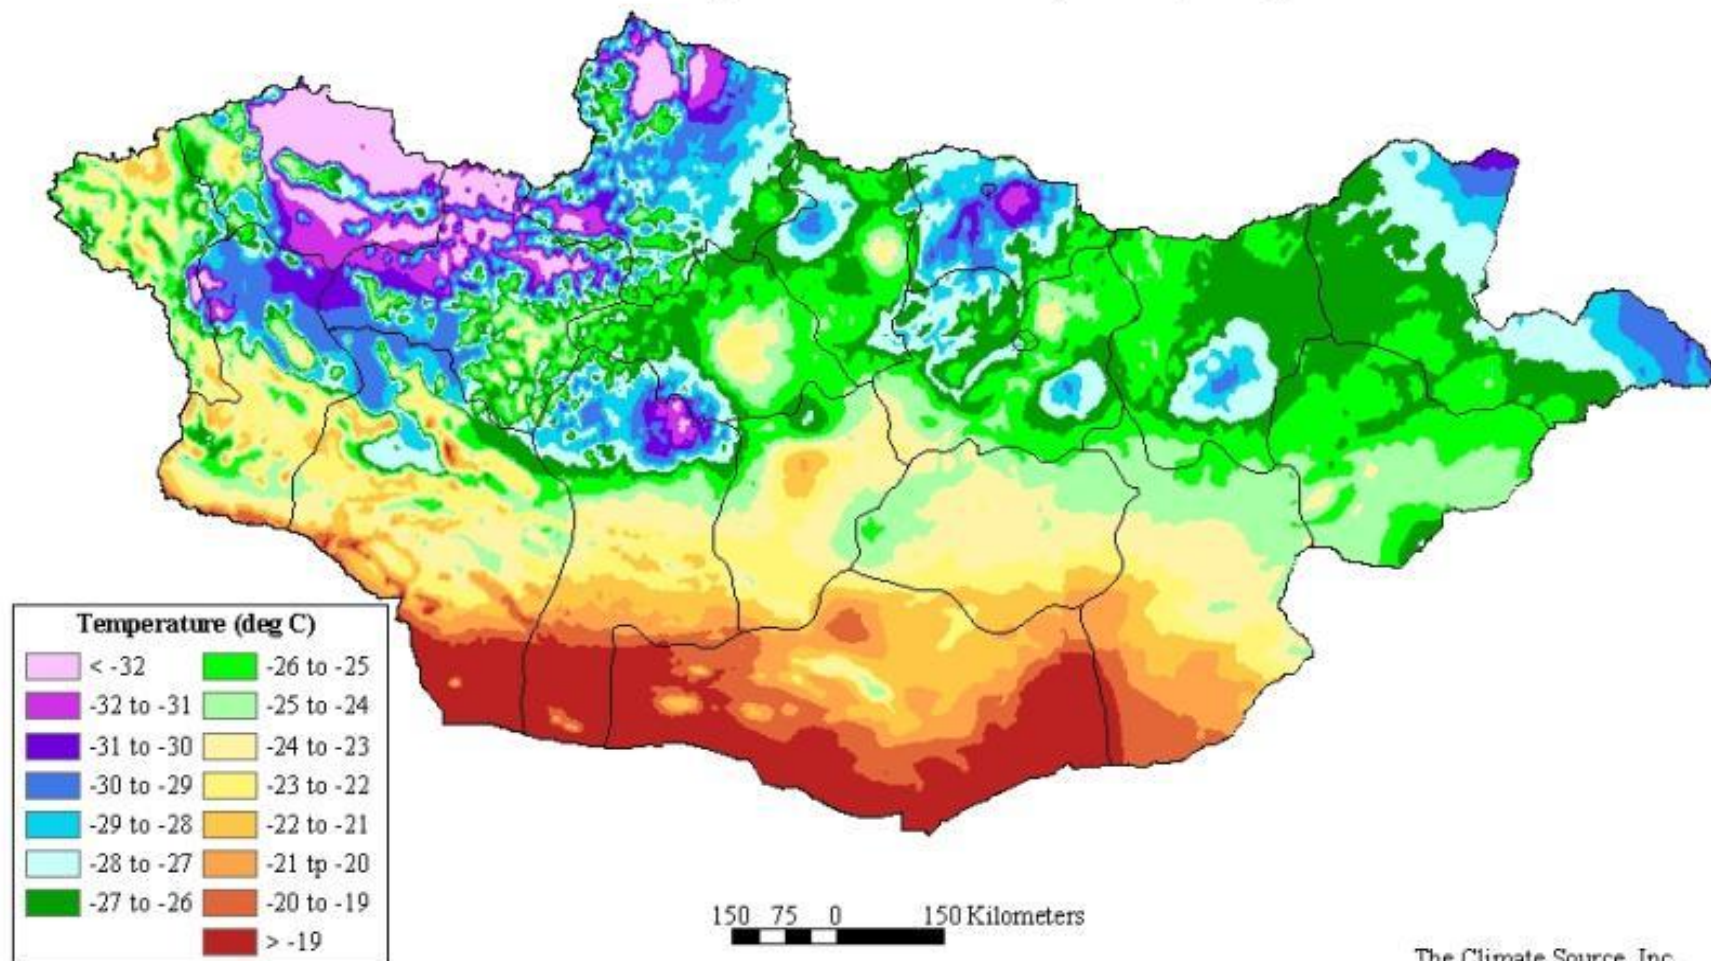 Temperature (deg C)
< -32
-32 to -31
-31 to -30
-30 to -29
-29 to -28
-28 to -27
-27 to -26
-26 to -25
-25 to -24
-24 to -23
-23 to -22
-22 to -21
-21 tp -20
-20 to -19
> -19
150 75 0 150 Kilometers
The Climate Source, Inc.